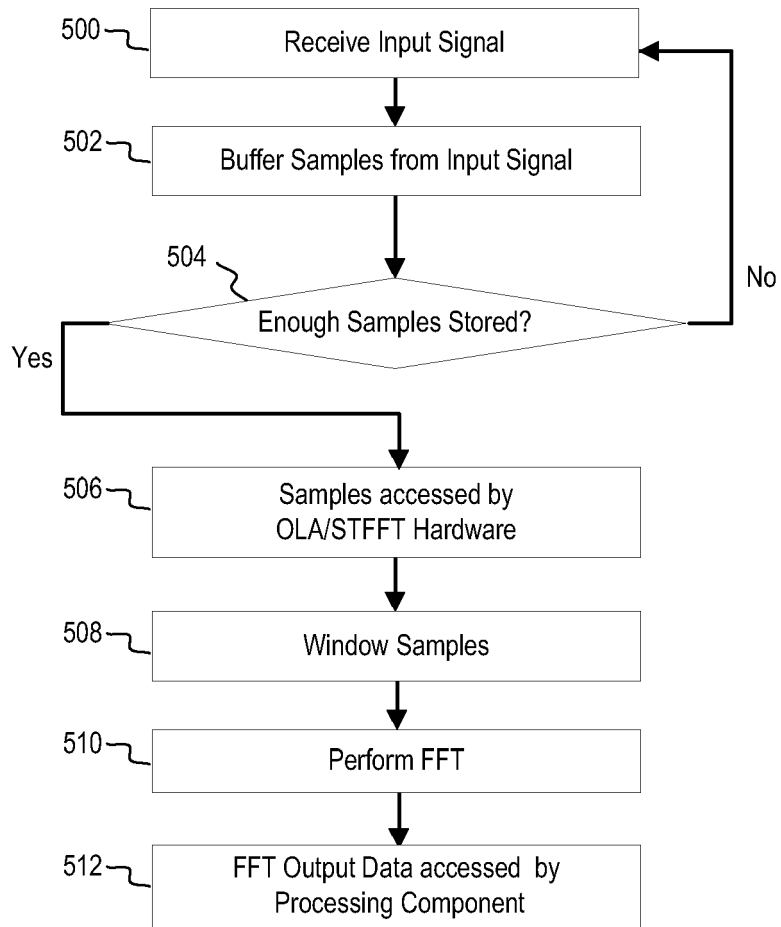 500
Receive Input Signal
502
Buffer Samples from Input Signal
504
Enough Samples Stored?
No
Yes
506
Samples accessed by
OLA/STFFT Hardware
508
Window Samples
510
Perform FFT
512
FFT Output Data accessed by
Processing Component